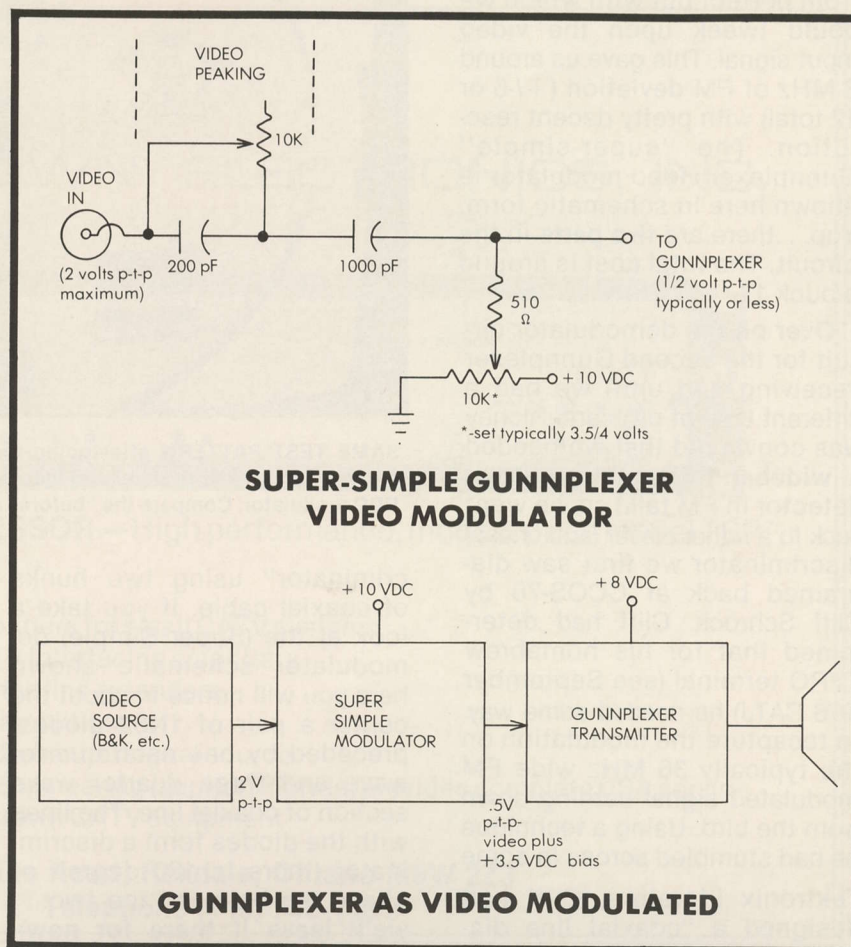 VIDEO
PEAKING
10K
VIDEO
IN
(2 volts p-t-p
maximum)
200 pF
1000 pF
TO
GUNNPLEXER
(1/2 volt p-t-p
typically or less)
510
Ω
+ 10 VDC
10K*
*-set typically 3.5/4 volts
SUPER-SIMPLE GUNNPLEXER
VIDEO MODULATOR
+ 10 VDC
+ 8 VDC
VIDEO
SOURCE
(B&K, etc.)
SUPER
SIMPLE
MODULATOR
GUNNPLEXER
TRANSMITTER
2 V
p-t-p
.5V
p-t-p-
video plus
+3.5 VDC bias
GUNNPLEXER AS VIDEO MODULATED